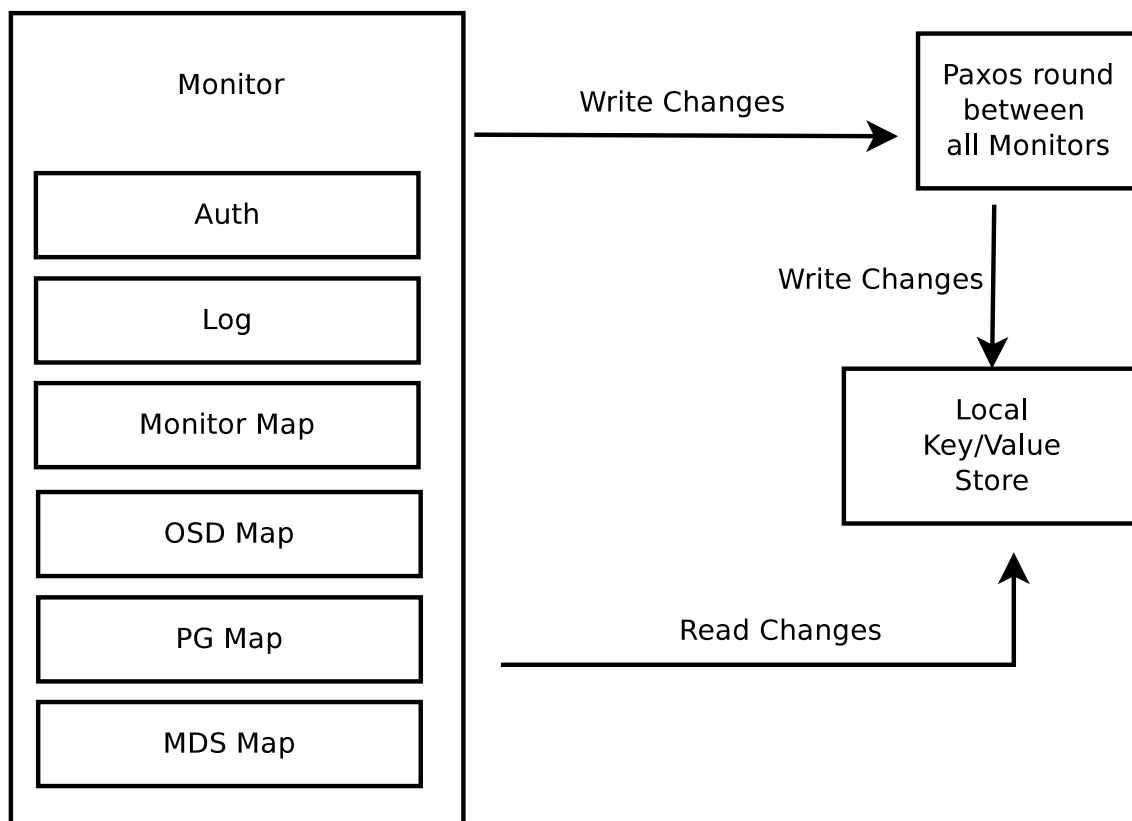 Monitor
Auth
Log
Monitor Map
OSD Map
PG Map
MDS Map
Write Changes
Paxos round
between
all Monitors
Write Changes
Local
Key/Value
Store
Read Changes